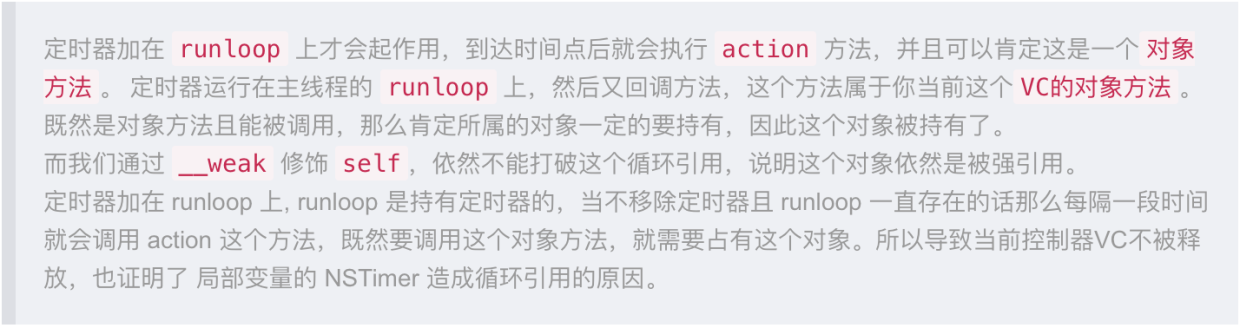 定时器加在 runloop 上才会起作用，到达时间点后就会执行 action 方法，并且可以肯定这是一个 对象
方法 。 定时器运行在主线程的 runloop 上，然后又回调方法，这个方法属于你当前这个 VC的对象方法 。
既然是对象方法且能被调用，那么肯定所属的对象一定的要持有，因此这个对象被持有了。
而我们通过 __weak 修饰 self ，依然不能打破这个循环引用，说明这个对象依然是被强引用。
定时器加在 runloop 上, runloop 是持有定时器的，当不移除定时器且 runloop 一直存在的话那么每隔一段时间
就会调用 action 这个方法，既然要调用这个对象方法，就需要占有这个对象。所以导致当前控制器VC不被释
放，也证明了 局部变量的 NSTimer 造成循环引用的原因。